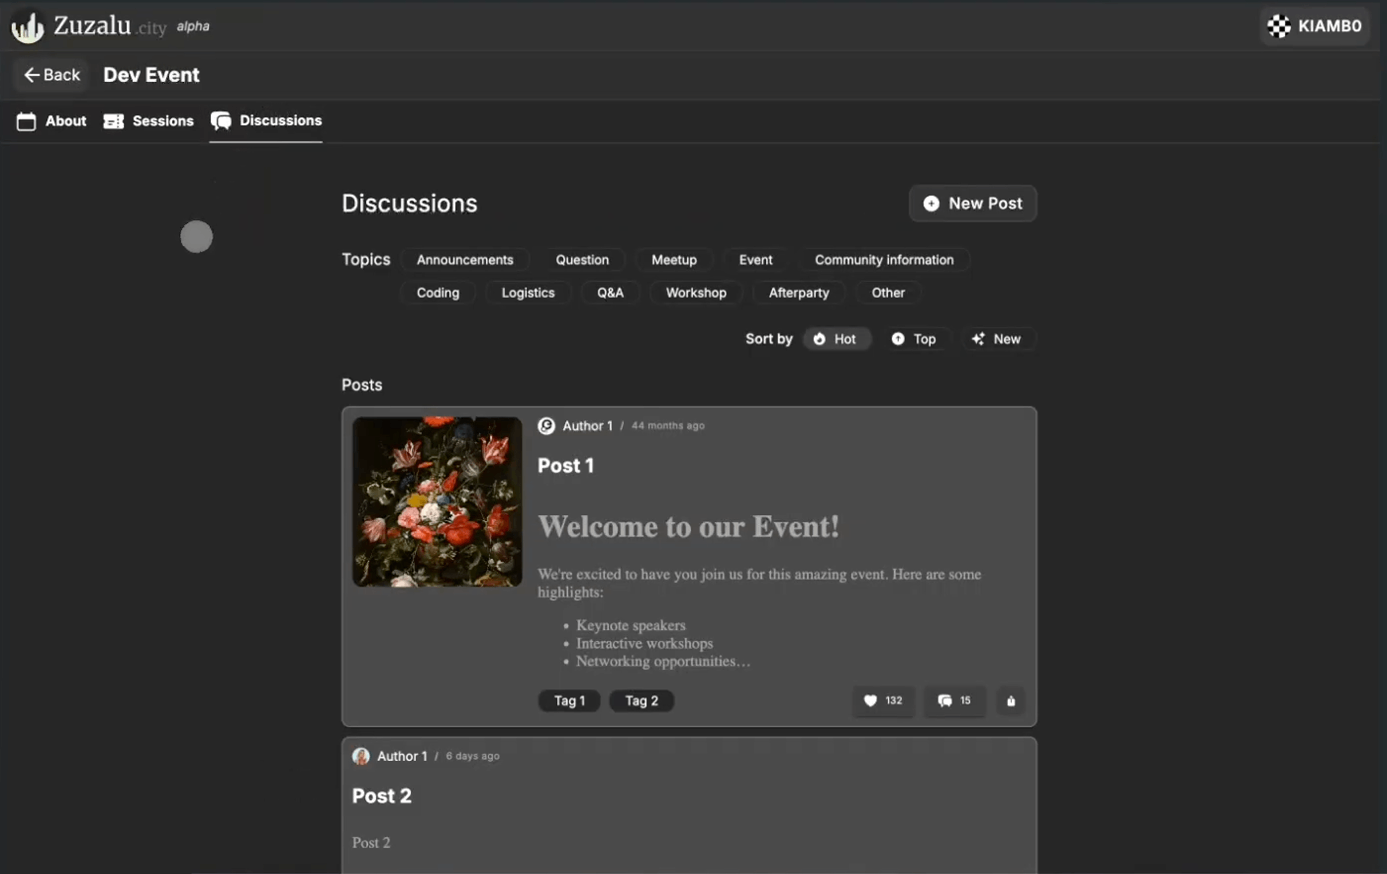 Zuzalu.city alpha KIAMB0
Back Dev Event
About Sessions Discussions
Discussions New Post
Topics Announcements Question Meetup Event Community information
Coding Logistics Q&A Workshop Afterparty Other
Sort by Hot Top New
Posts
Author 1 / 44 months ago
Post 1
Welcome to our Event!
We're excited to have you join us for this amazing event. Here are some
highlights:
• Keynote speakers
• Interactive workshops
• Networking opportunities…
Tag 1 Tag 2 132 15
Author 1 / 6 days ago
Post 2
Post 2